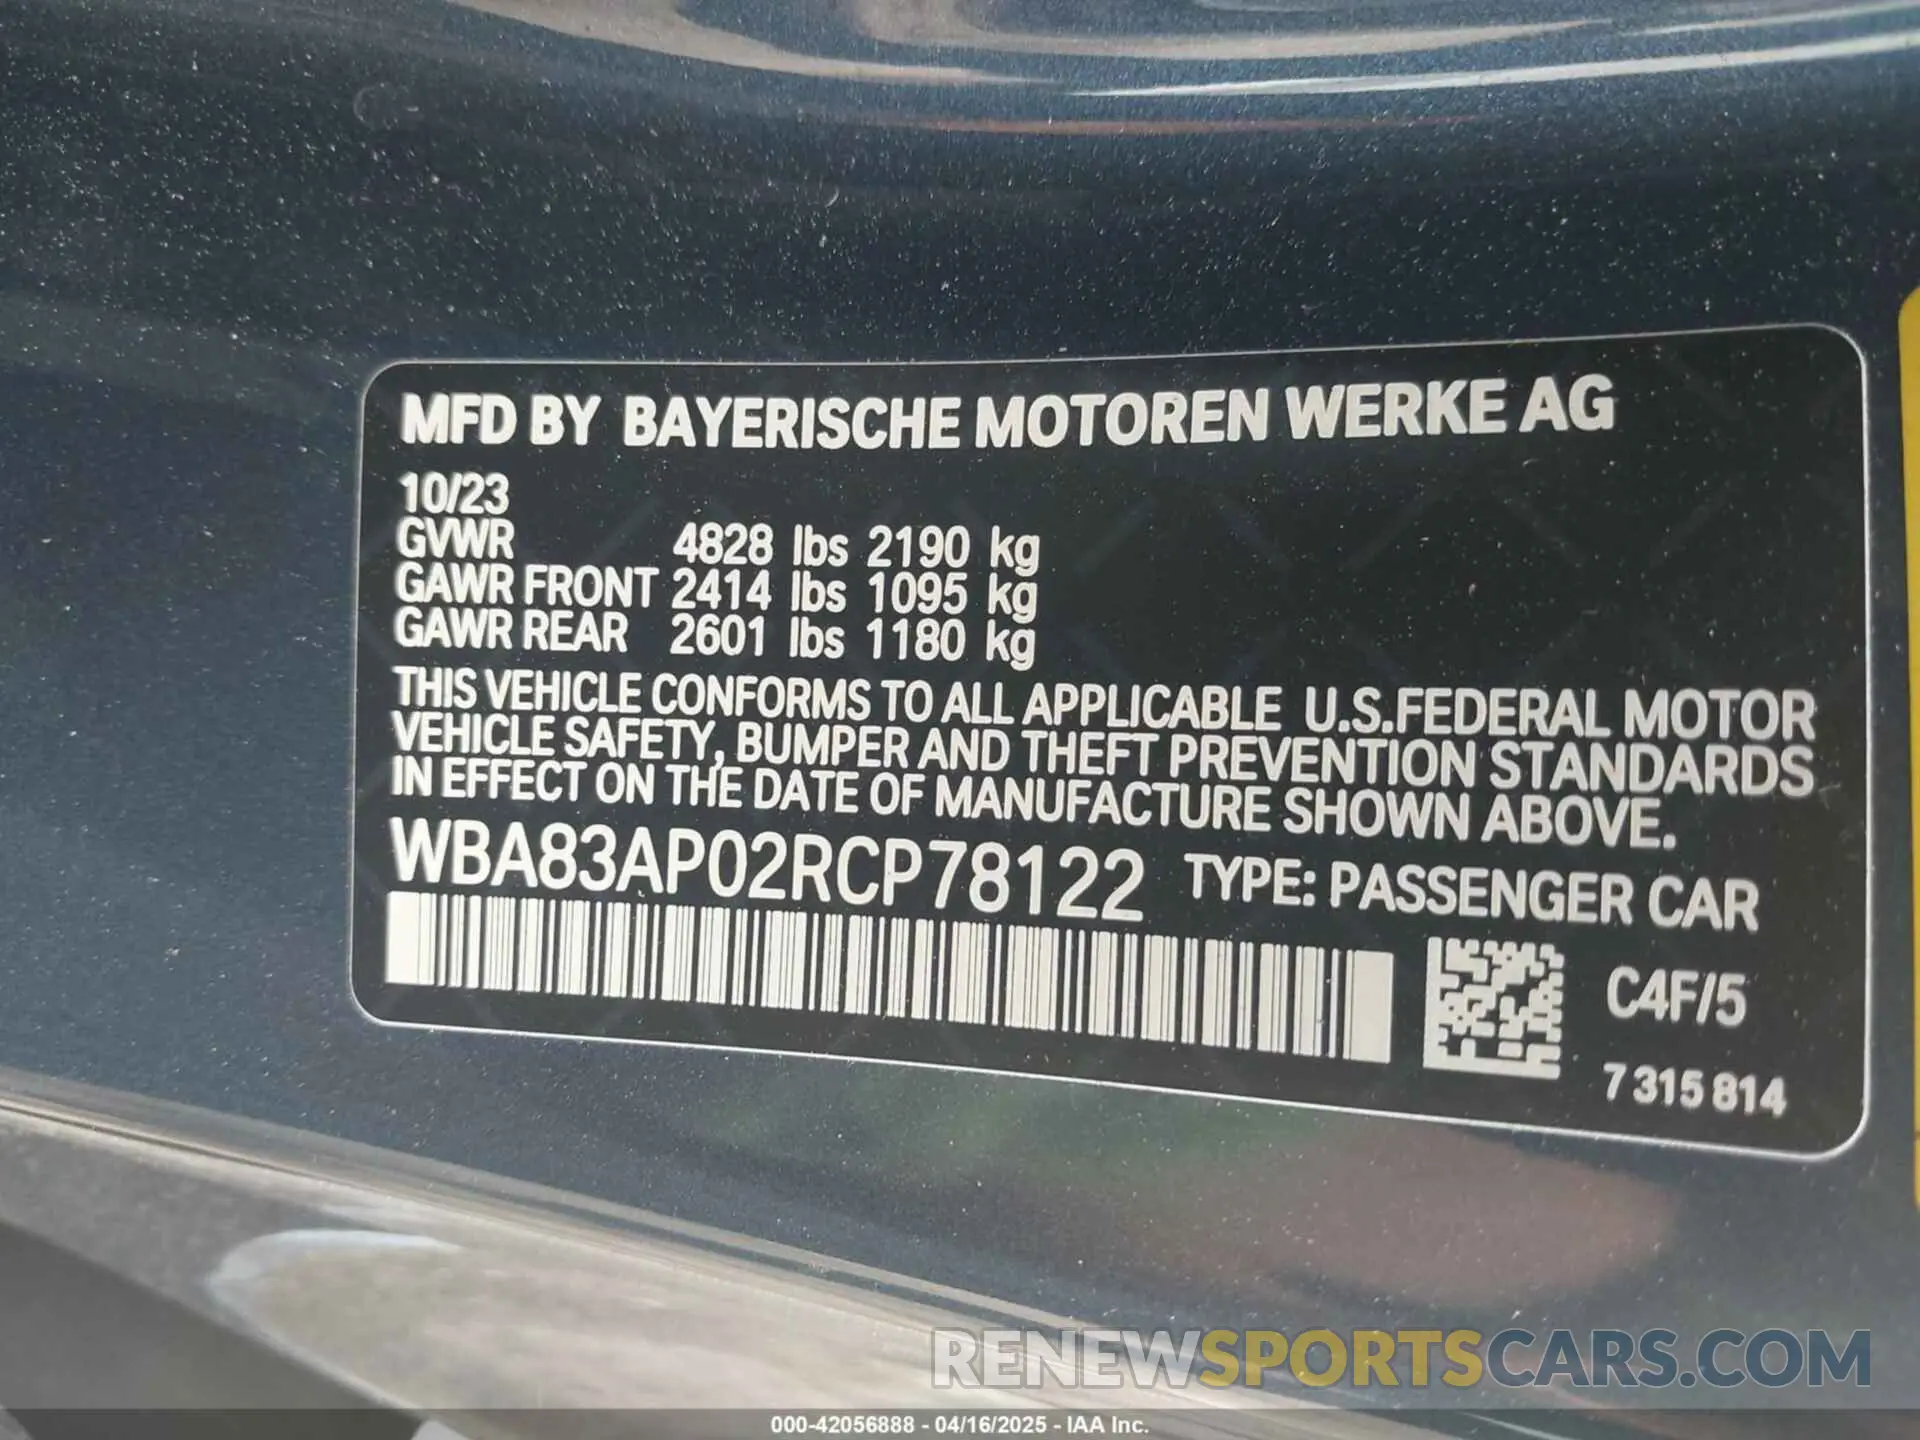 MFD BY BAYERISCHE MOTOREN WERKE AG
10/23
GVWR 4828 lbs 2190 kg
GAWR FRONT 2414 lbs 1095 kg
GAWR REAR 2601 lbs 1180 kg
THIS VEHICLE CONFORMS TO ALL APPLICABLE U.S.FEDERAL MOTOR
VEHICLE SAFETY, BUMPER AND THEFT PREVENTION STANDARDS
IN EFFECT ON THE DATE OF MANUFACTURE SHOWN ABOVE.
WBA83AP02RCP78122 TYPE: PASSENGER CAR
C4F/5
7 315 814
RENEWSPORTSCARS.COM
000-42056888 - 04/16/2025 - IAA Inc.